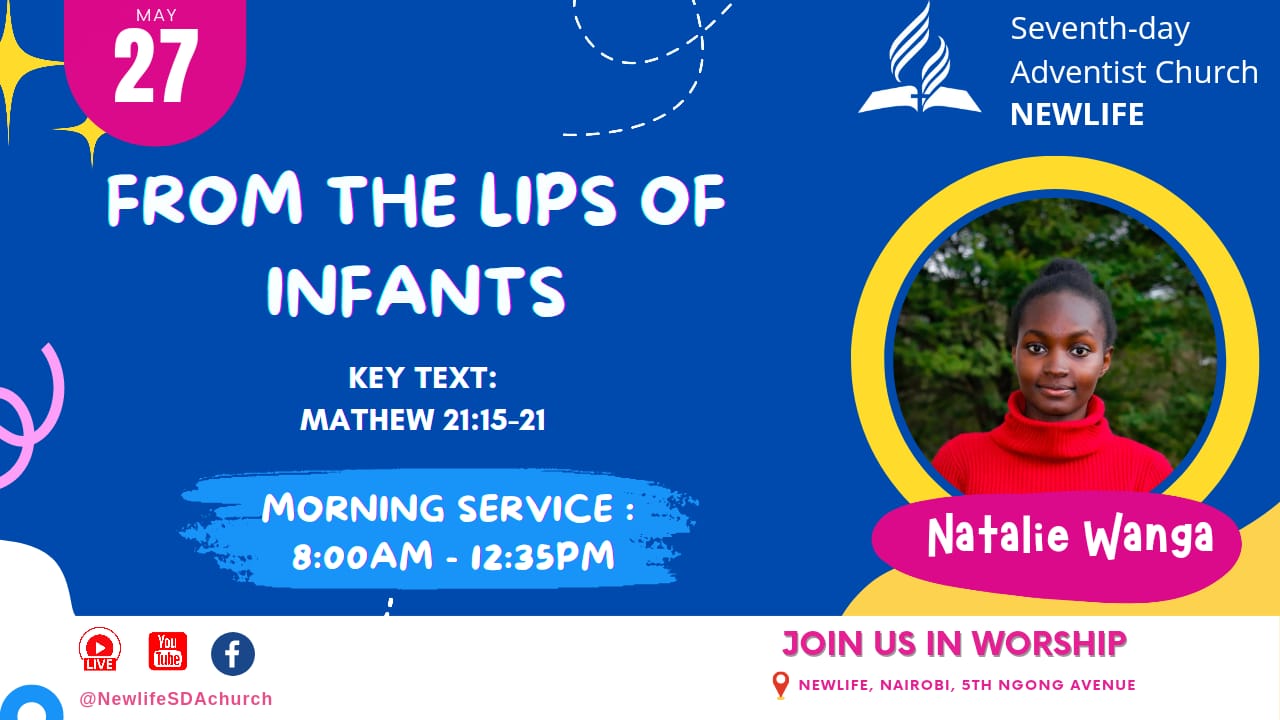 MAY
27
Seventh-day
Adventist Church
NEWLIFE
FROM THE LIPS OF
INFANTS
KEY TEXT:
MATHEW 21:15-21
MORNING SERVICE :
8:00AM - 12:35PM
Natalie Wanga
LIVE
You
Tube
f
@NewlifeSDAchurch
JOIN US IN WORSHIP
NEWLIFE, NAIROBI, 5TH NGONG AVENUE